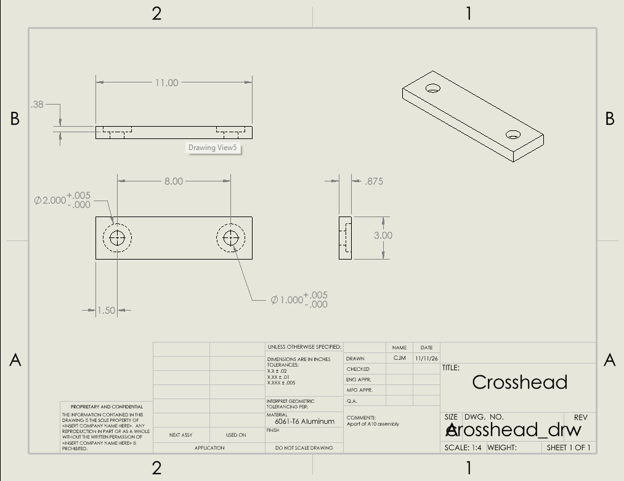 2
1
11.00
.38
B
B
Drawing View5
8.00
.875
Ø2.000 +.005
-.000
3.00
Ø1.000 +.005
-.000
1.50
A
A
UNLESS OTHERWISE SPECIFIED:
DIMENSIONS ARE IN INCHES
TOLERANCES:
X.X ± .02
X.XX ± .01
X.XXX ± .005
INTERPRET GEOMETRIC
TOLERANCING PER:
MATERIAL
6061-T6 Aluminum
FINISH
DO NOT SCALE DRAWING
NAME
DATE
DRAWN
CJM
11/11/26
CHECKED
ENG APPR.
MFG APPR.
Q.A.
COMMENTS:
A part of A10 assembly
TITLE:
Crosshead
SIZE
DWG. NO.
REV
A
Crosshead_drw
SCALE: 1:4
WEIGHT:
SHEET 1 OF 1
PROPRIETARY AND CONFIDENTIAL
THE INFORMATION CONTAINED IN THIS
DRAWING IS THE SOLE PROPERTY OF
<INSERT COMPANY NAME HERE>. ANY
REPRODUCTION IN PART OR AS A WHOLE
WITHOUT THE WRITTEN PERMISSION OF
<INSERT COMPANY NAME HERE> IS
PROHIBITED.
NEXT ASSY
USED ON
APPLICATION
2
1